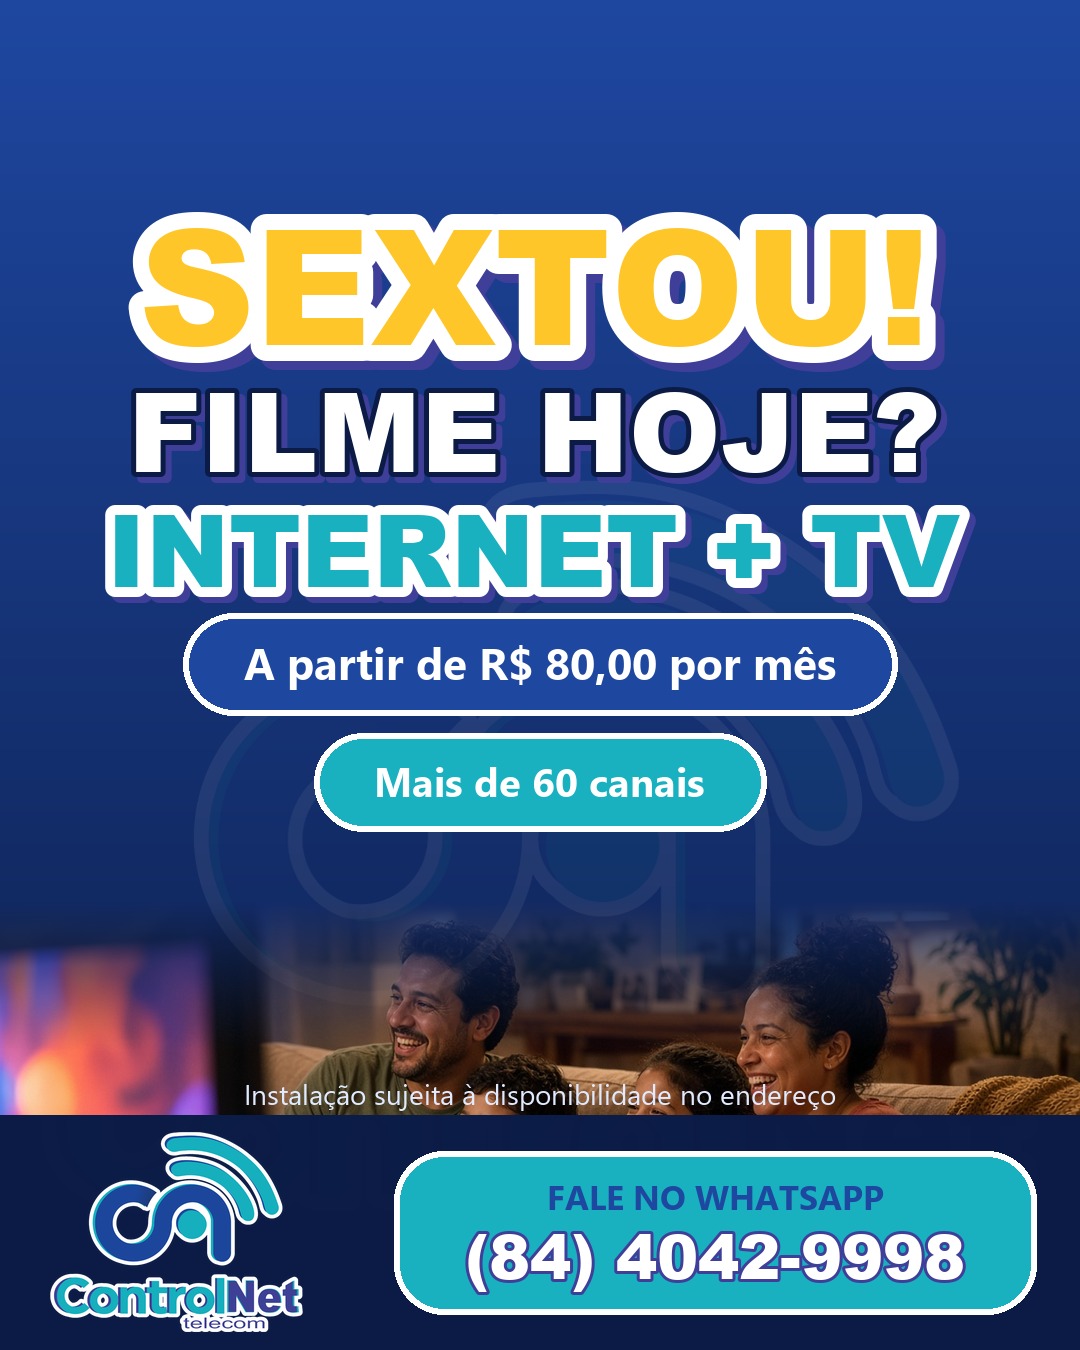 SEXTOU!
FILME HOJE?
INTERNET + TV
A partir de R$ 80,00 por mês
Mais de 60 canais
Instalação sujeita à disponibilidade no endereço
ControlNet
telecom
FALE NO WHATSAPP
(84) 4042-9998